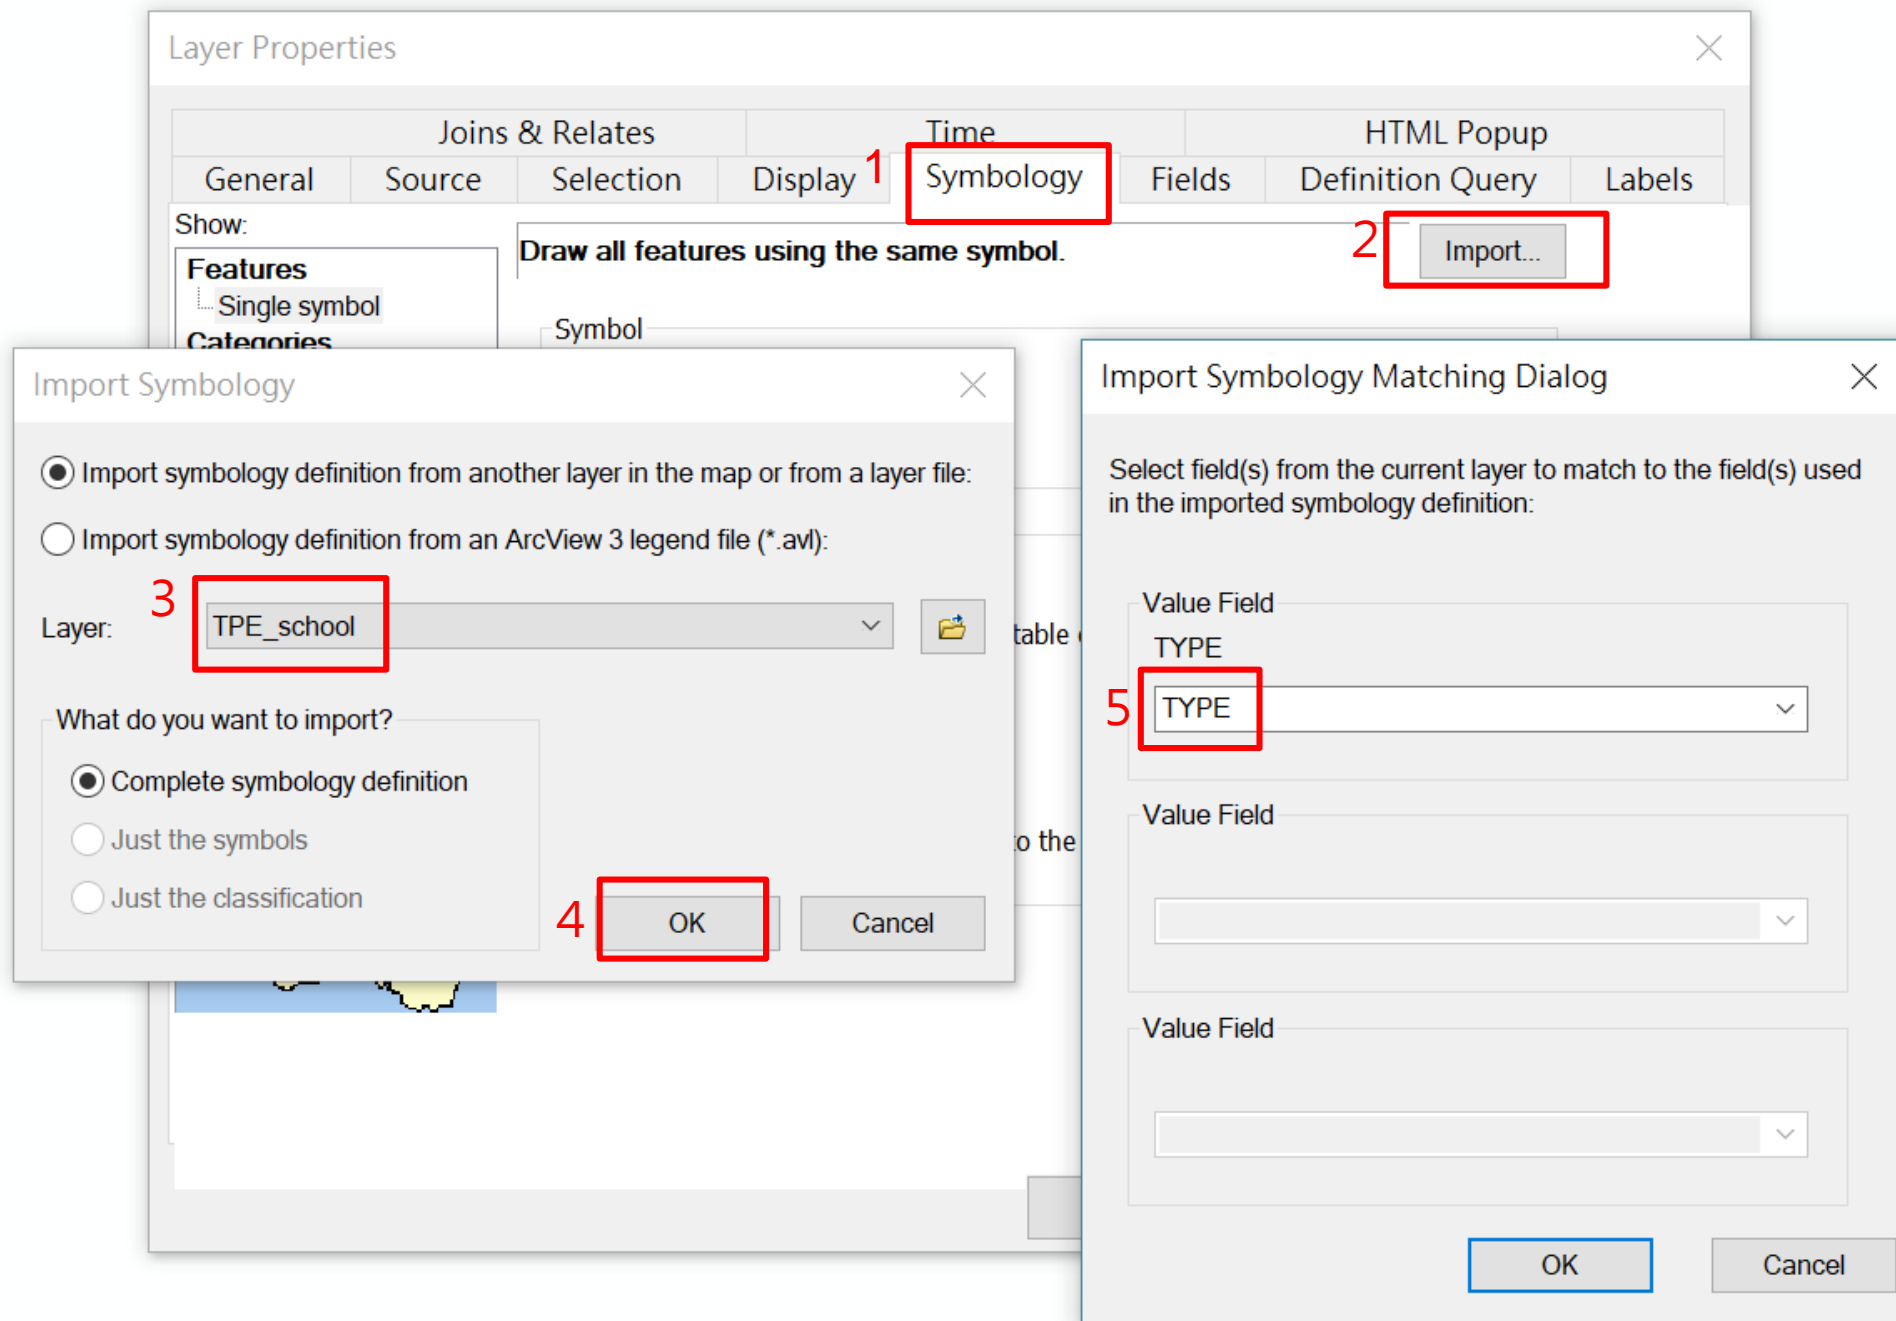 Layer Properties
Joins & Relates Time HTML Popup
General Source Selection Display 1 Symbology Fields Definition Query Labels
Show:
Features
Single symbol
Categories
Draw all features using the same symbol.
2 Import...
Symbol
Import Symbology
Import symbology definition from another layer in the map or from a layer file:
Import symbology definition from an ArcView 3 legend file (*.avl):
3
Layer: TPE_school
What do you want to import?
Complete symbology definition
Just the symbols
Just the classification
4 OK Cancel
table
to the
Import Symbology Matching Dialog
Select field(s) from the current layer to match to the field(s) used
in the imported symbology definition:
Value Field
TYPE
5 TYPE
Value Field
Value Field
OK Cancel